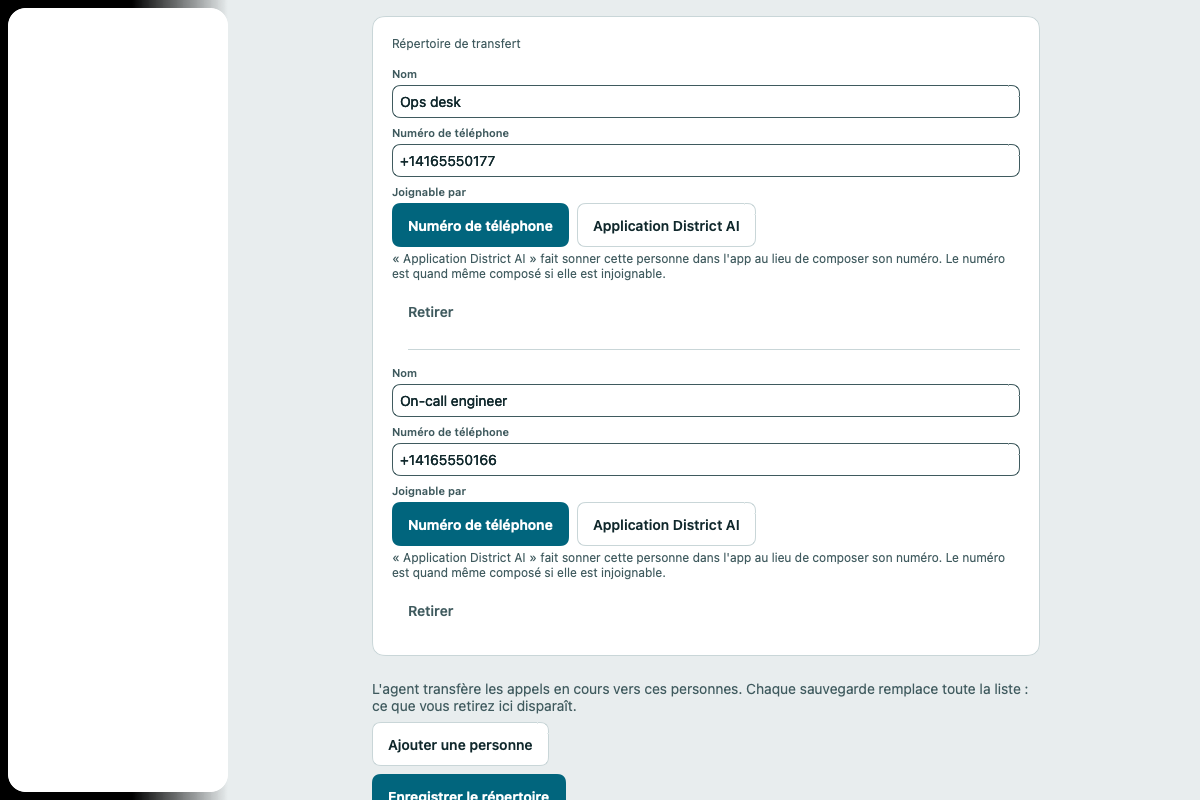 Répertoire de transfert
Nom
Ops desk
Numéro de téléphone
+14165550177
Joignable par
Numéro de téléphone
Application District AI
« Application District AI » fait sonner cette personne dans l'app au lieu de composer son numéro. Le numéro
est quand même composé si elle est injoignable.
Retirer
Nom
On-call engineer
Numéro de téléphone
+14165550166
Joignable par
Numéro de téléphone
Application District AI
« Application District AI » fait sonner cette personne dans l'app au lieu de composer son numéro. Le numéro
est quand même composé si elle est injoignable.
Retirer
L'agent transfère les appels en cours vers ces personnes. Chaque sauvegarde remplace toute la liste :
ce que vous retirez ici disparaît.
Ajouter une personne
Enregistrer le répertoire